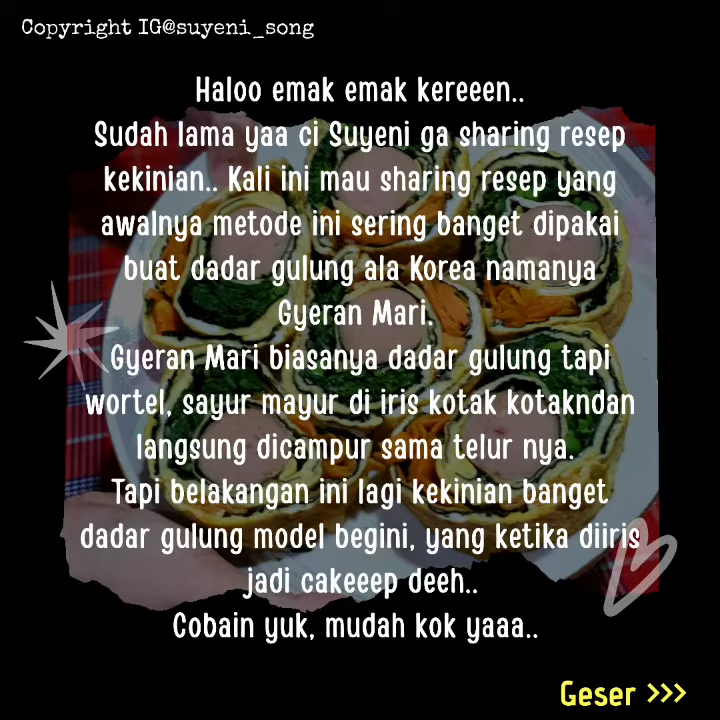 Copyright IG@suyeni_song
Haloo emak emak kereeen..
Sudah lama yaa ci Suyeni ga sharing resep
kekinian.. Kali ini mau sharing resep yang
awalnya metode ini sering banget dipakai
buat dadar gulung ala Korea namanya
Gyeran Mari.
Gyeran Mari biasanya dadar gulung tapi
wortel, sayur mayur di iris kotak kotakndan
langsung dicampur sama telur nya.
Tapi belakangan ini lagi kekinian banget
dadar gulung model begini, yang ketika diiris
jadi cakeeep deeh..
Cobain yuk, mudah kok yaaa..
Geser >>>